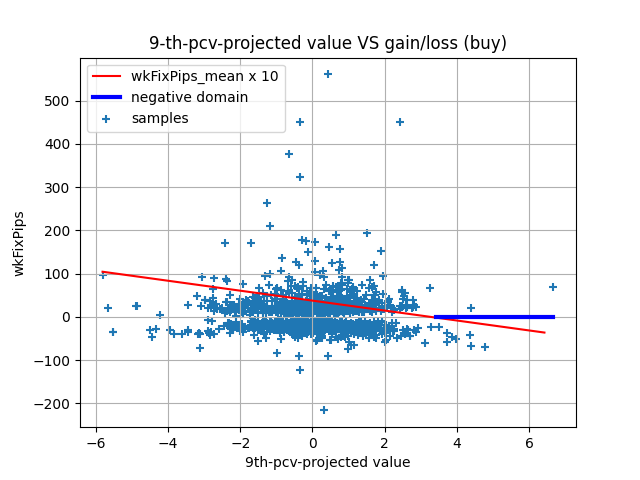 9-th-pcv-projected value VS gain/loss (buy)
wkFixPips_mean x 10
negative domain
samples
wkFixPips
500
400
300
200
100
0
−100
−200
−6
−4
−2
0
2
4
6
9th-pcv-projected value